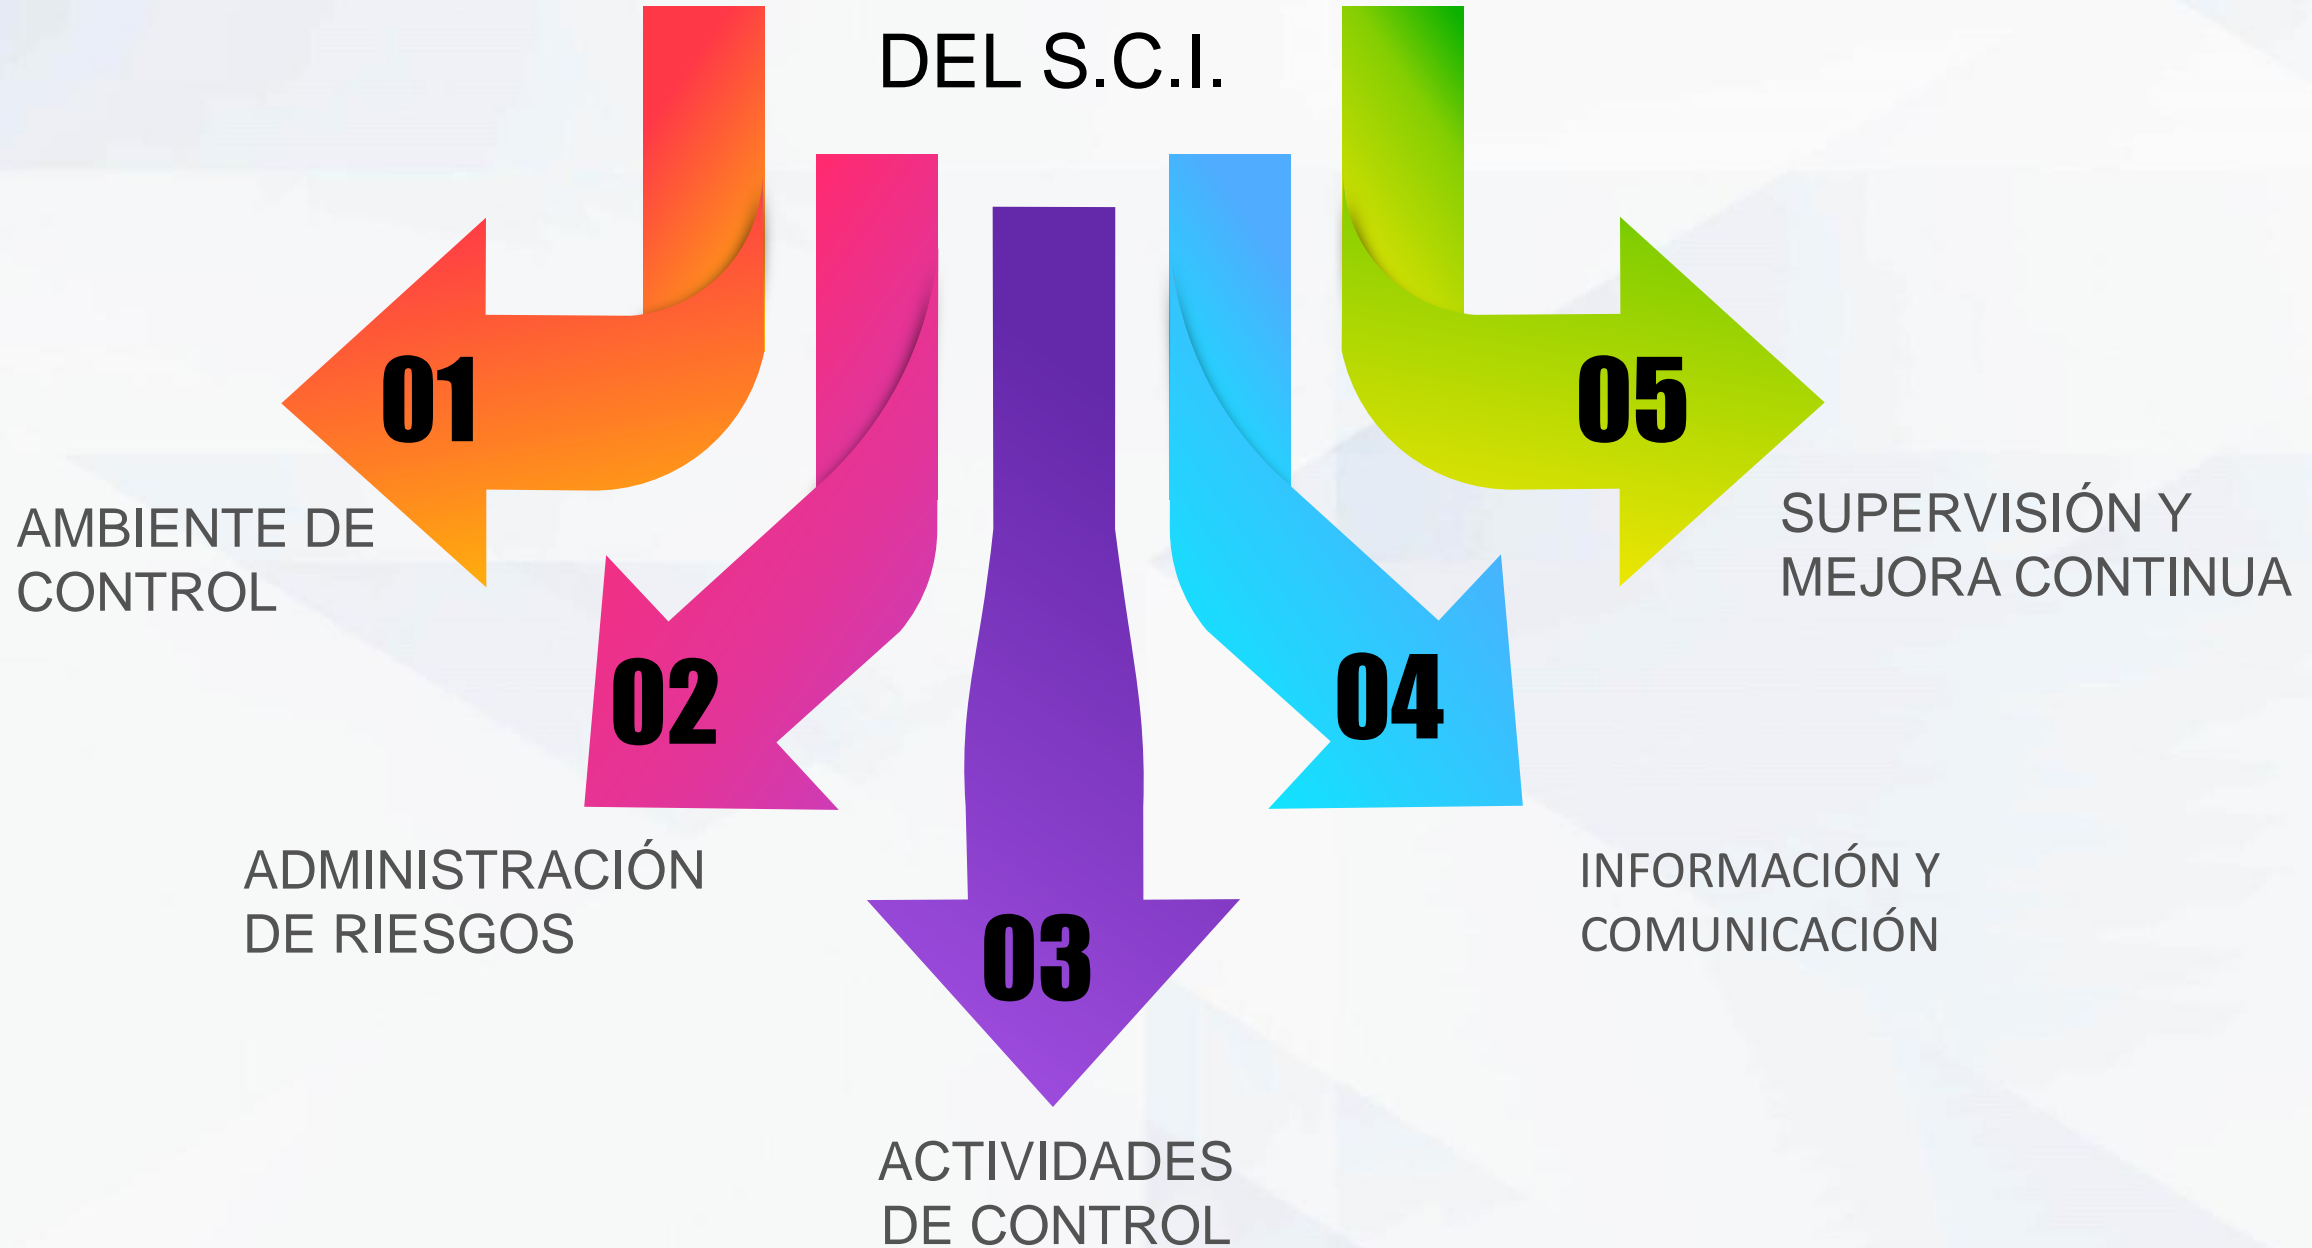 DEL S.C.I.
01
AMBIENTE DE
CONTROL
02
ADMINISTRACIÓN
DE RIESGOS
03
ACTIVIDADES
DE CONTROL
04
INFORMACIÓN Y
COMUNICACIÓN
05
SUPERVISIÓN Y
MEJORA CONTINUA